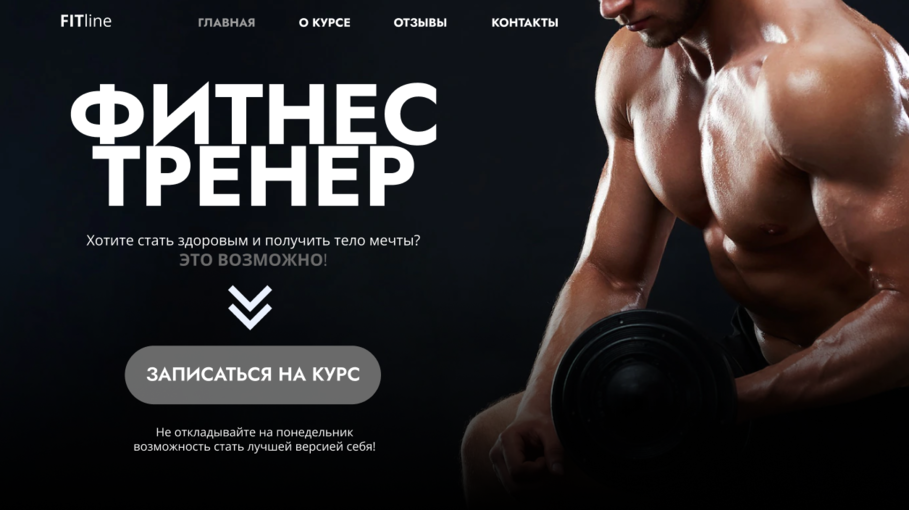 FITline
ГЛАВНАЯ
О КУРСЕ
ОТЗЫВЫ
КОНТАКТЫ
ФИТНЕС
ТРЕНЕР
Хотите стать здоровым и получить тело мечты?
ЭТО ВОЗМОЖНО!
ЗАПИСАТЬСЯ НА КУРС
Не откладывайте на понедельник
возможность стать лучшей версией себя!